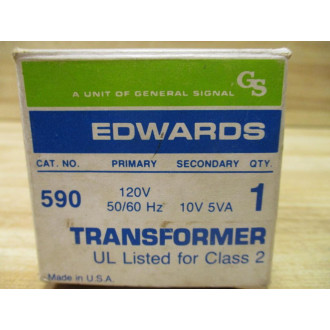 GS
A UNIT OF GENERAL SIGNAL
EDWARDS
CAT. NO. PRIMARY SECONDARY QTY.
590 120V 50/60 Hz 10V 5VA 1
TRANSFORMER
UL Listed for Class 2
Made in U.S.A.